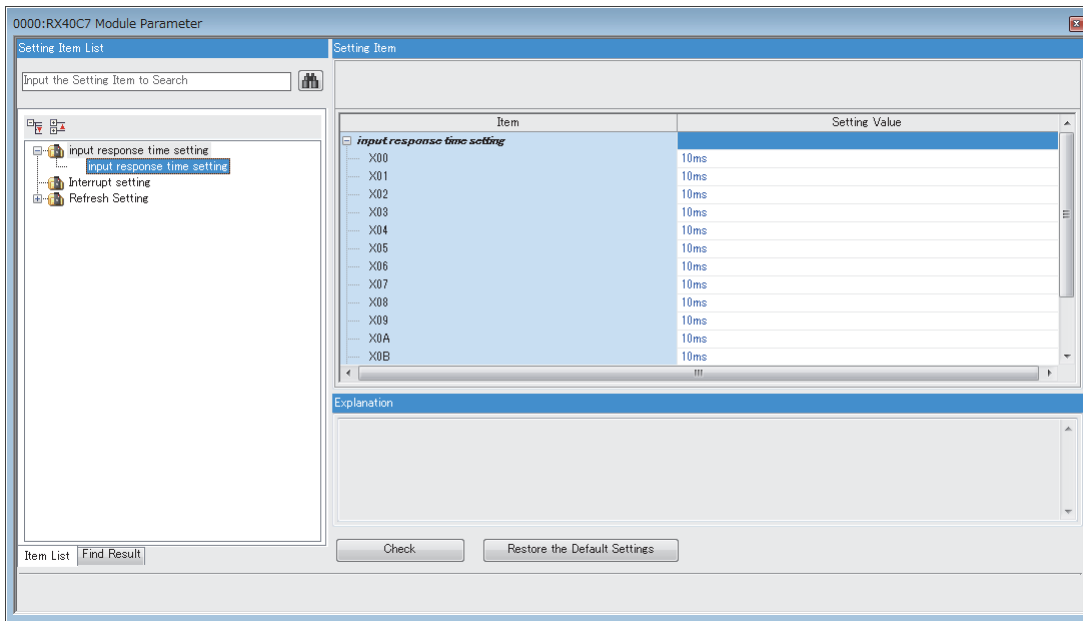 0000:RX40C7 Module Parameter
Setting Item List
Input the Setting Item to Search
input response time setting
input response time setting
Interrupt setting
Refresh Setting
Item List Find Result
Setting Item
Item Setting Value
input response time setting
X00 10ms
X01 10ms
X02 10ms
X03 10ms
X04 10ms
X05 10ms
X06 10ms
X07 10ms
X08 10ms
X09 10ms
X0A 10ms
X0B 10ms
Explanation
Check Restore the Default Settings